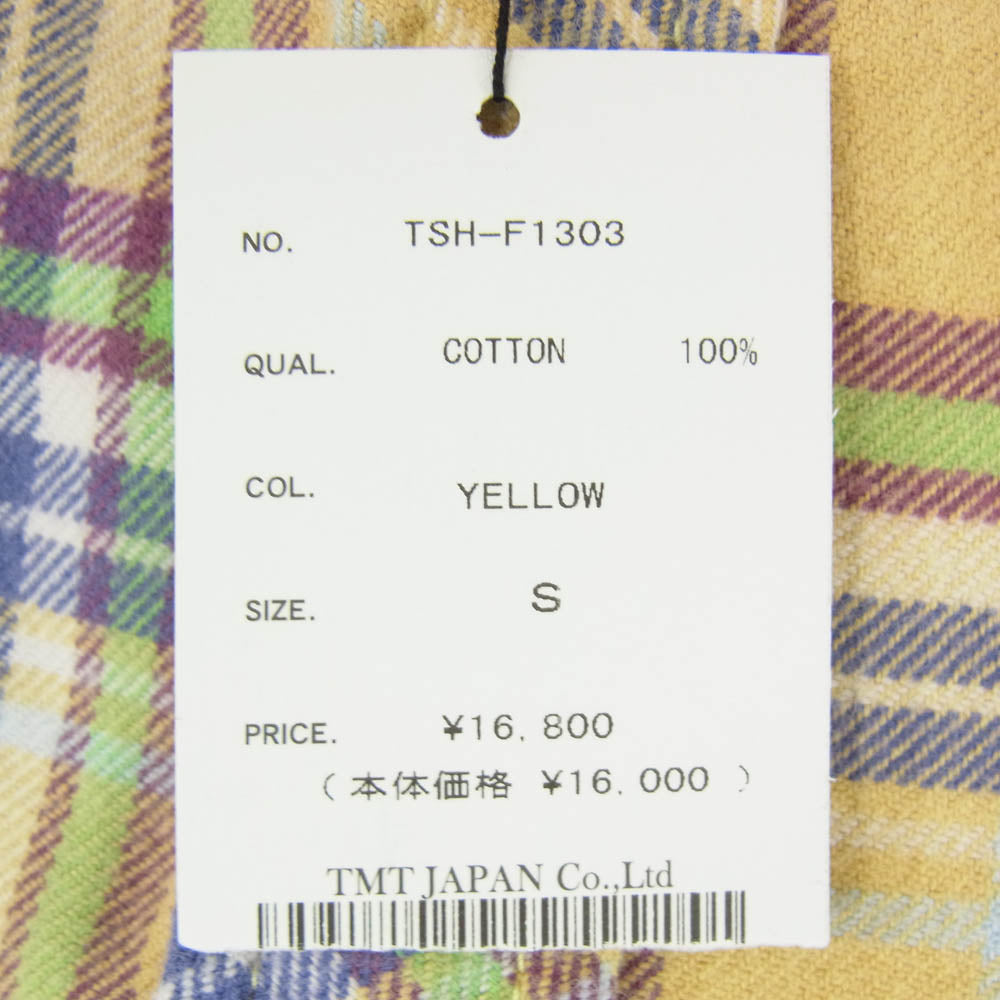 NO. TSH-F1303
QUAL. COTTON 100%
COL. YELLOW
SIZE. S
PRICE. ¥16,800
(本体価格 ¥16,000 )
TMT JAPAN Co.,Ltd